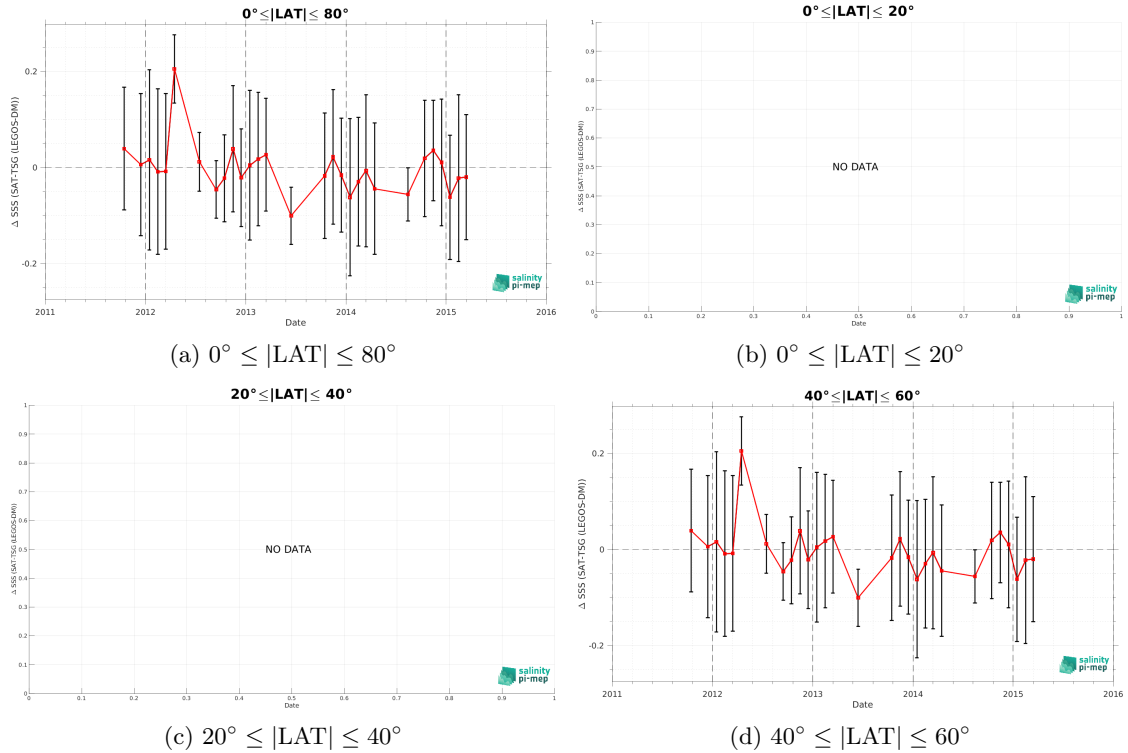 0°≤|LAT|≤ 80°
Δ SSS (SAT-TSG (LEGOS-DM))
0.2
0
-0.2
2011 2012 2013 2014 2015 2016
Date
salinity
pi-mep
(a) 0° ≤ |LAT| ≤ 80°
0°≤|LAT|≤ 20°
Δ SSS (SAT-TSG (LEGOS-DM))
1
0.9
0.8
0.7
0.6
0.5
0.4
0.3
0.2
0.1
0
NO DATA
0 0.1 0.2 0.3 0.4 0.5 0.6 0.7 0.8 0.9 1
Date
salinity
pi-mep
(b) 0° ≤ |LAT| ≤ 20°
20°≤|LAT|≤ 40°
Δ SSS (SAT-TSG (LEGOS-DM))
1
0.9
0.8
0.7
0.6
0.5
0.4
0.3
0.2
0.1
0
NO DATA
0 0.1 0.2 0.3 0.4 0.5 0.6 0.7 0.8 0.9 1
Date
salinity
pi-mep
(c) 20° ≤ |LAT| ≤ 40°
40°≤|LAT|≤ 60°
Δ SSS (SAT-TSG (LEGOS-DM))
0.2
0
-0.2
2011 2012 2013 2014 2015 2016
Date
salinity
pi-mep
(d) 40° ≤ |LAT| ≤ 60°